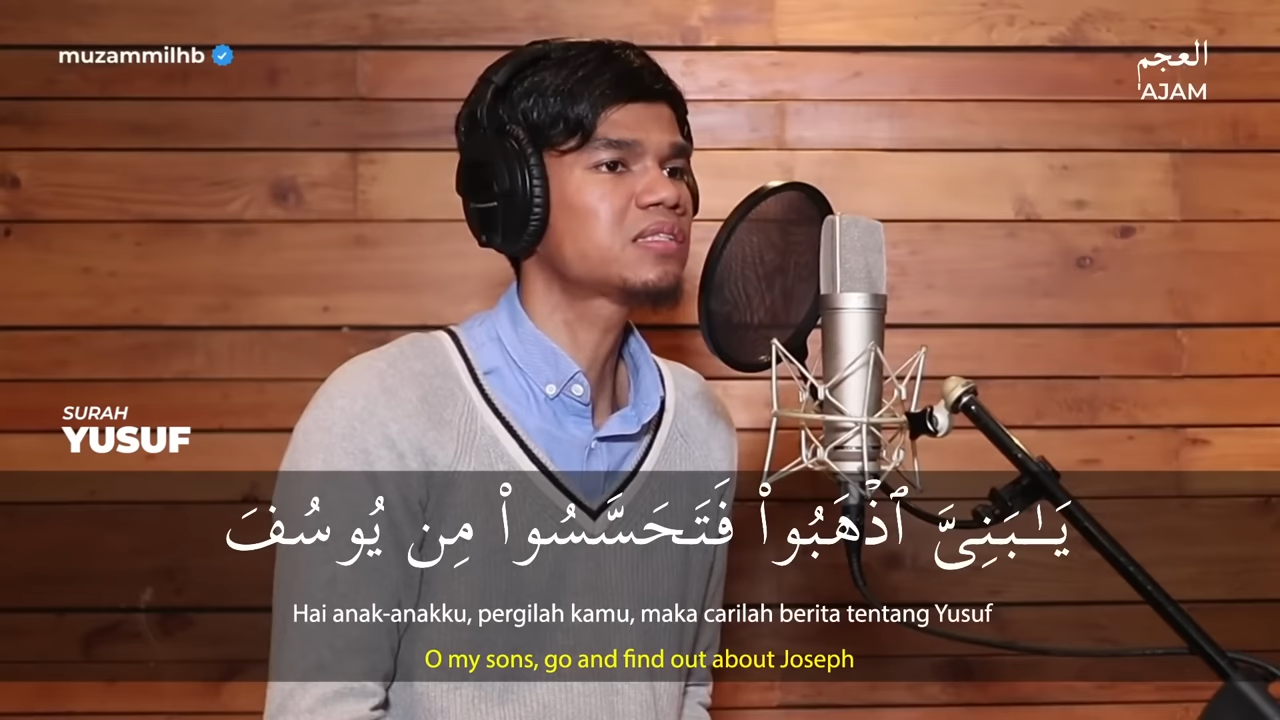 muzammilhb
العجم
'AJAM
SURAH
YUSUF
يَـٰبَنِىَّ ٱذْهَبُوا۟ فَتَحَسَّسُوا۟ مِن يُوسُفَ
Hai anak-anakku, pergilah kamu, maka carilah berita tentang Yusuf
O my sons, go and find out about Joseph